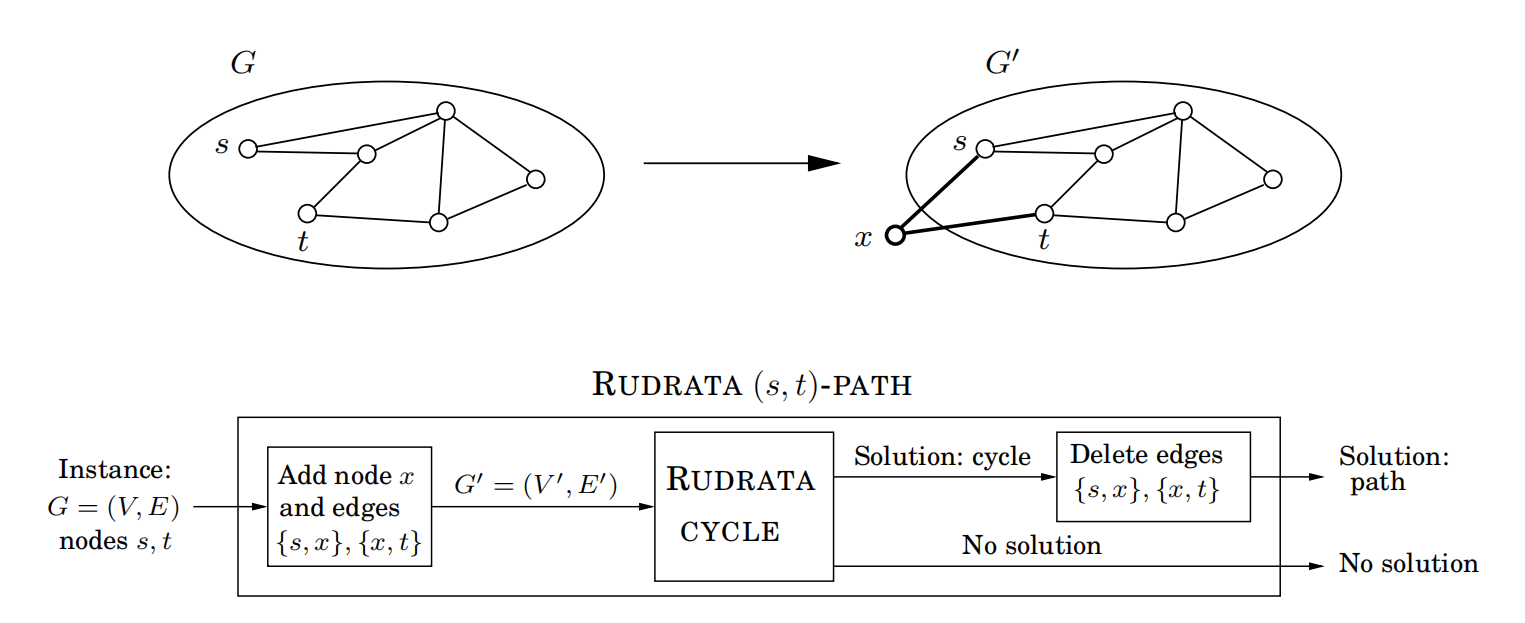 G
G′
s
t
s
t
x
RUDRATA (s, t)-PATH
Instance:
G = (V, E)
nodes s, t
Add node x
and edges
{s, x}, {x, t}
G′ = (V′, E′)
RUDRATA
CYCLE
Solution: cycle
No solution
Delete edges
{s, x}, {x, t}
Solution:
path
No solution